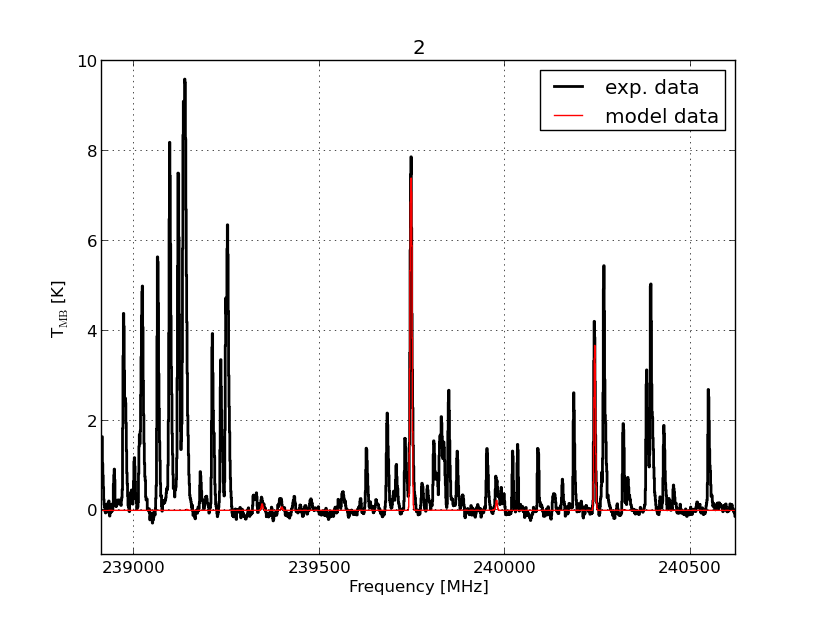 2
10
8
6
4
2
0
T_MB [K]
exp. data
model data
239000
239500
240000
240500
Frequency [MHz]